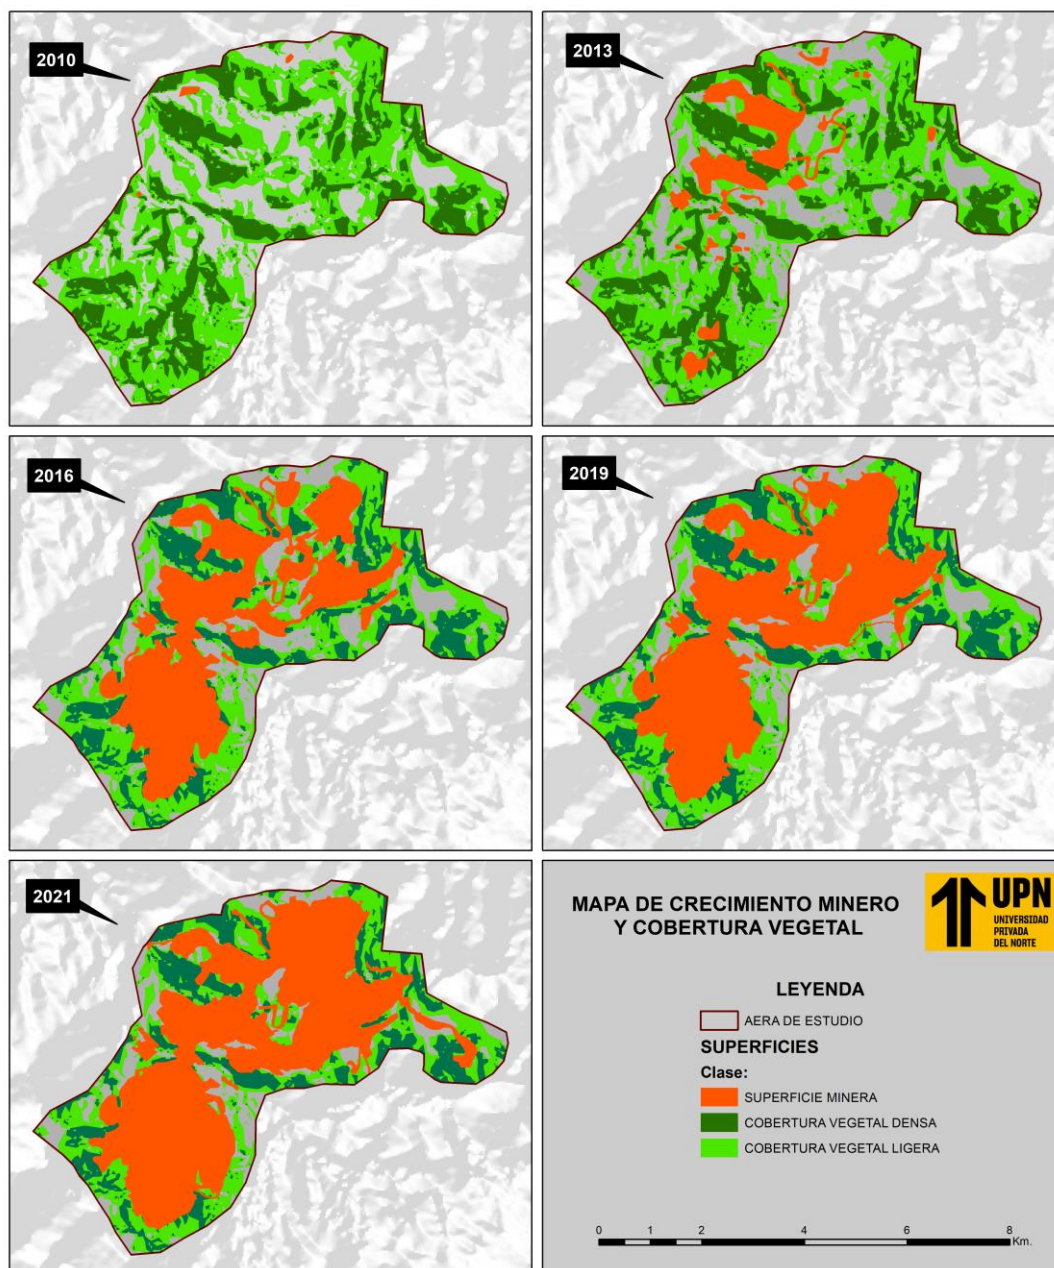 2010
2013
2016
2019
2021
MAPA DE CRECIMIENTO MINERO
Y COBERTURA VEGETAL
UPN
UNIVERSIDAD
PRIVADA
DEL NORTE
LEYENDA
AERA DE ESTUDIO
SUPERFICIES
Clase:
SUPERFICIE MINERA
COBERTURA VEGETAL DENSA
COBERTURA VEGETAL LIGERA
0 1 2 4 6 8
Km.